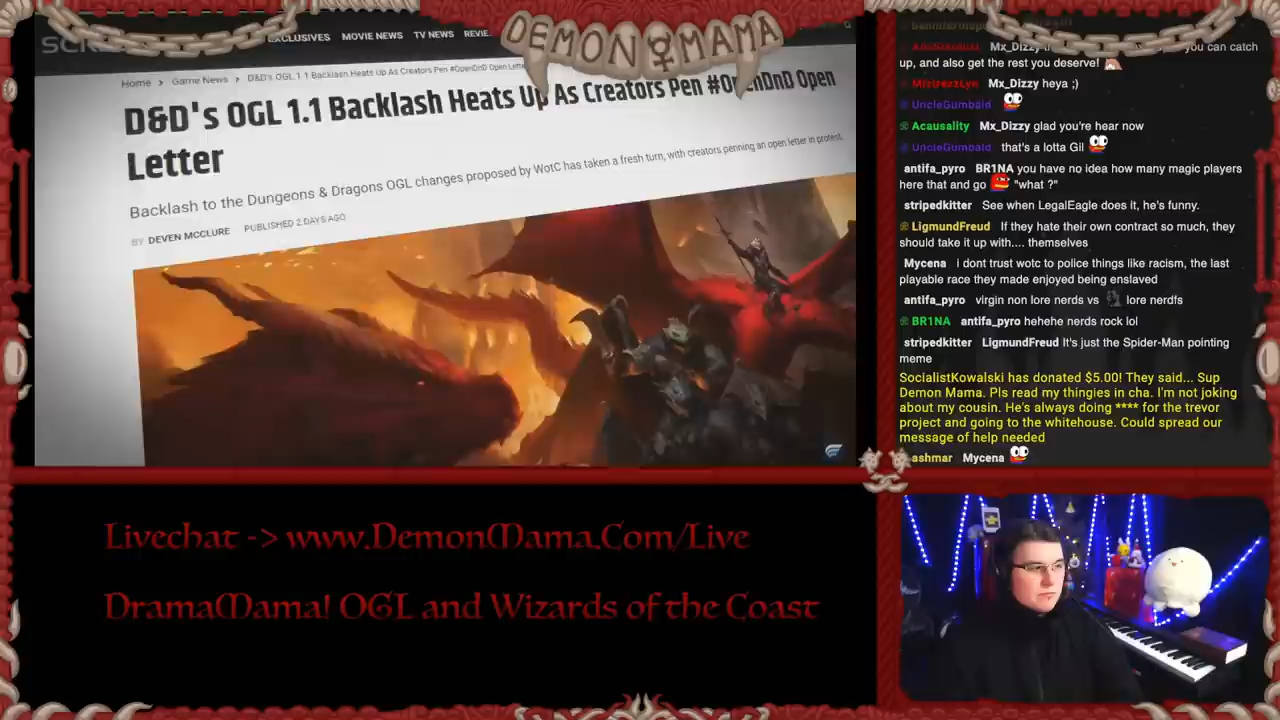 DEMON MAMA
EXCLUSIVES MOVIE NEWS TV NEWS
Home > Game News > D&D's OGL 1.1 Backlash Heats Up As Creators Pen #OpenDnD Open
D&D's OGL 1.1 Backlash Heats Up As Creators Pen #OpenDnD Open
Letter
Backlash to the Dungeons & Dragons OGL changes proposed by WotC has taken a fresh turn, with creators penning an open letter in protest.
BY DEVEN MCCLURE PUBLISHED 2 DAYS AGO
Livechat -> www.DemonMama.Com/Live
DramaMama! OGL and Wizards of the Coast
Mx_Dizzy you can catch
up, and also get the rest you deserve!
MistrezzLyn Mx_Dizzy heya ;)
UncleGumbald
Acausality Mx_Dizzy glad you're hear now
UncleGumbald that's a lotta Gil
antifa_pyro BR1NA you have no idea how many magic players
here that and go "what ?"
stripedkitter See when LegalEagle does it, he's funny.
LigmundFreud If they hate their own contract so much, they
should take it up with.... themselves
Mycena i dont trust wotc to police things like racism, the last
playable race they made enjoyed being enslaved
antifa_pyro virgin non lore nerds vs lore nerdfs
BR1NA antifa_pyro hehehe nerds rock lol
stripedkitter LigmundFreud It's just the Spider-Man pointing
meme
SocialistKowalski has donated $5.00! They said... Sup
Demon Mama. Pls read my thingies in cha. I'm not joking
about my cousin. He's always doing **** for the trevor
project and going to the whitehouse. Could spread our
message of help needed
ashmar Mycena